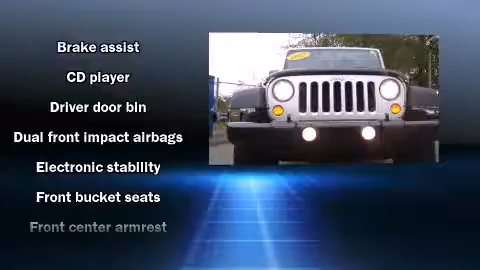 Brake assist
CD player
Driver door bin
Dual front impact airbags
Electronic stability
Front bucket seats
Front center armrest